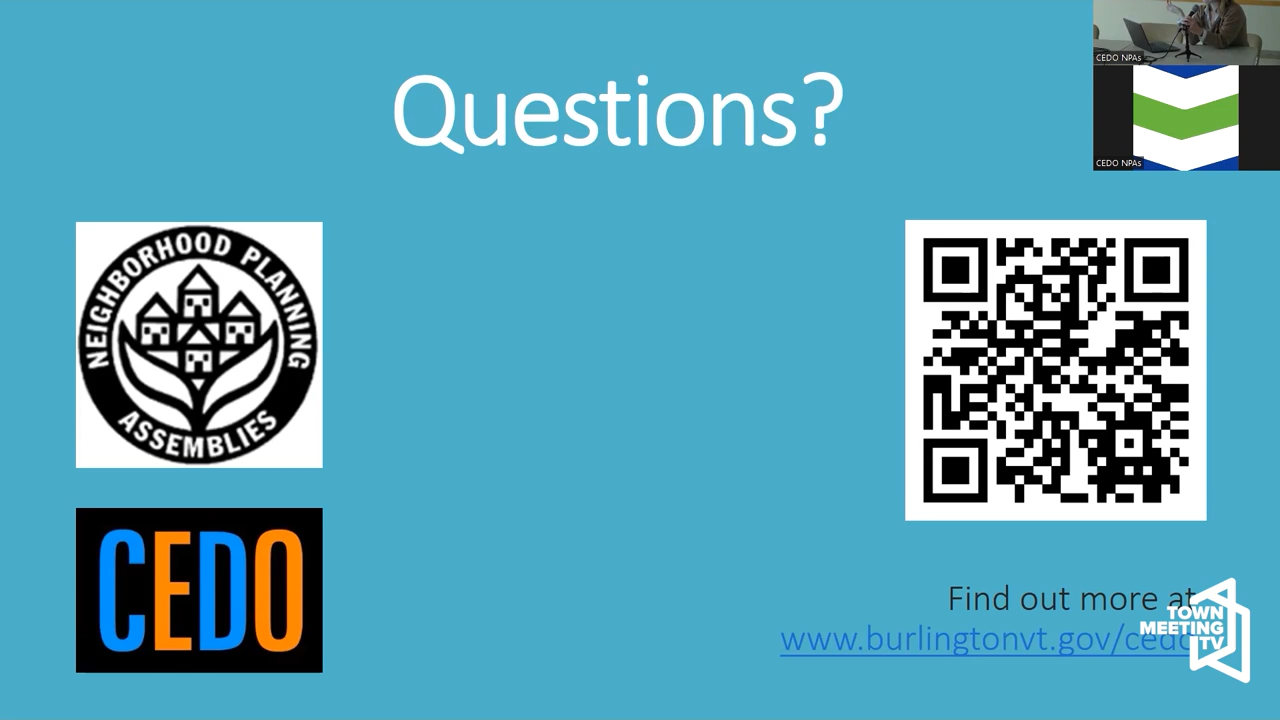 Questions?
CEDO NPAs
CEDO NPAs
NEIGHBORHOOD PLANNING
ASSEMBLIES
CEDO
Find out more at
www.burlingtonvt.gov/cedo
TOWN
MEETING
TV